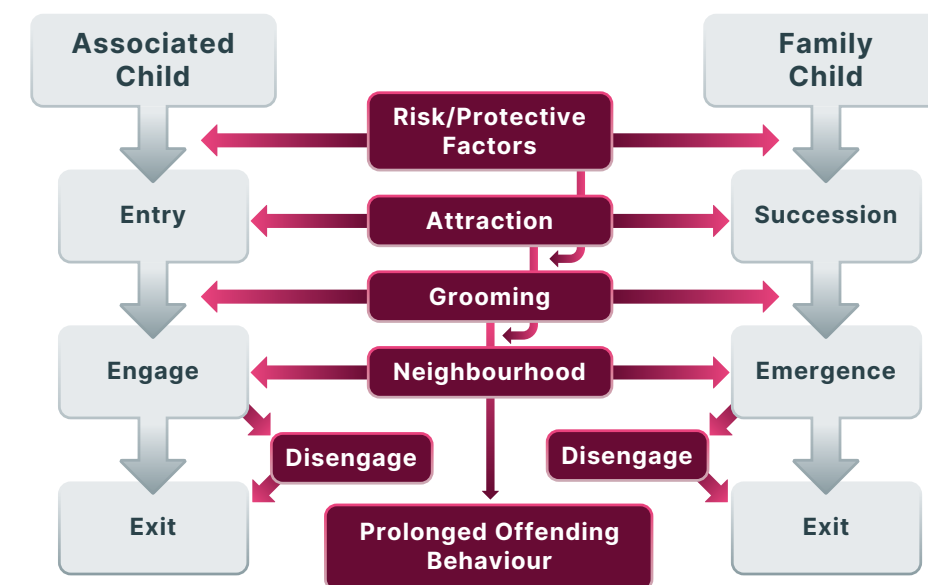 Associated
Child
Family
Child
Risk/Protective
Factors
Entry
Attraction
Succession
Grooming
Engage
Neighbourhood
Emergence
Disengage
Disengage
Exit
Prolonged Offending
Behaviour
Exit